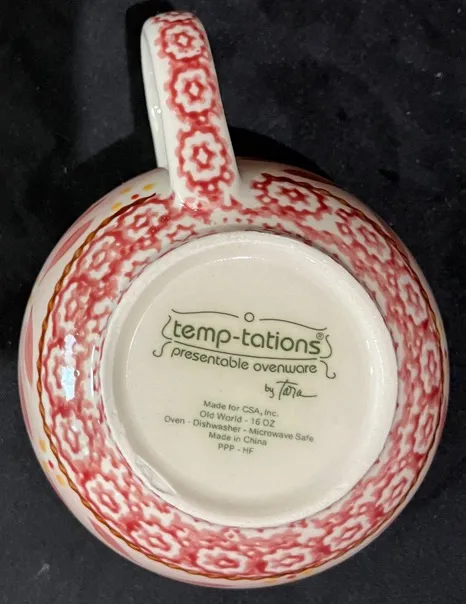 temp-tations®
presentable ovenware
by Tara
Made for CSA, Inc.
Old World - 16 OZ
Oven - Dishwasher - Microwave Safe
Made in China
PPP - HF